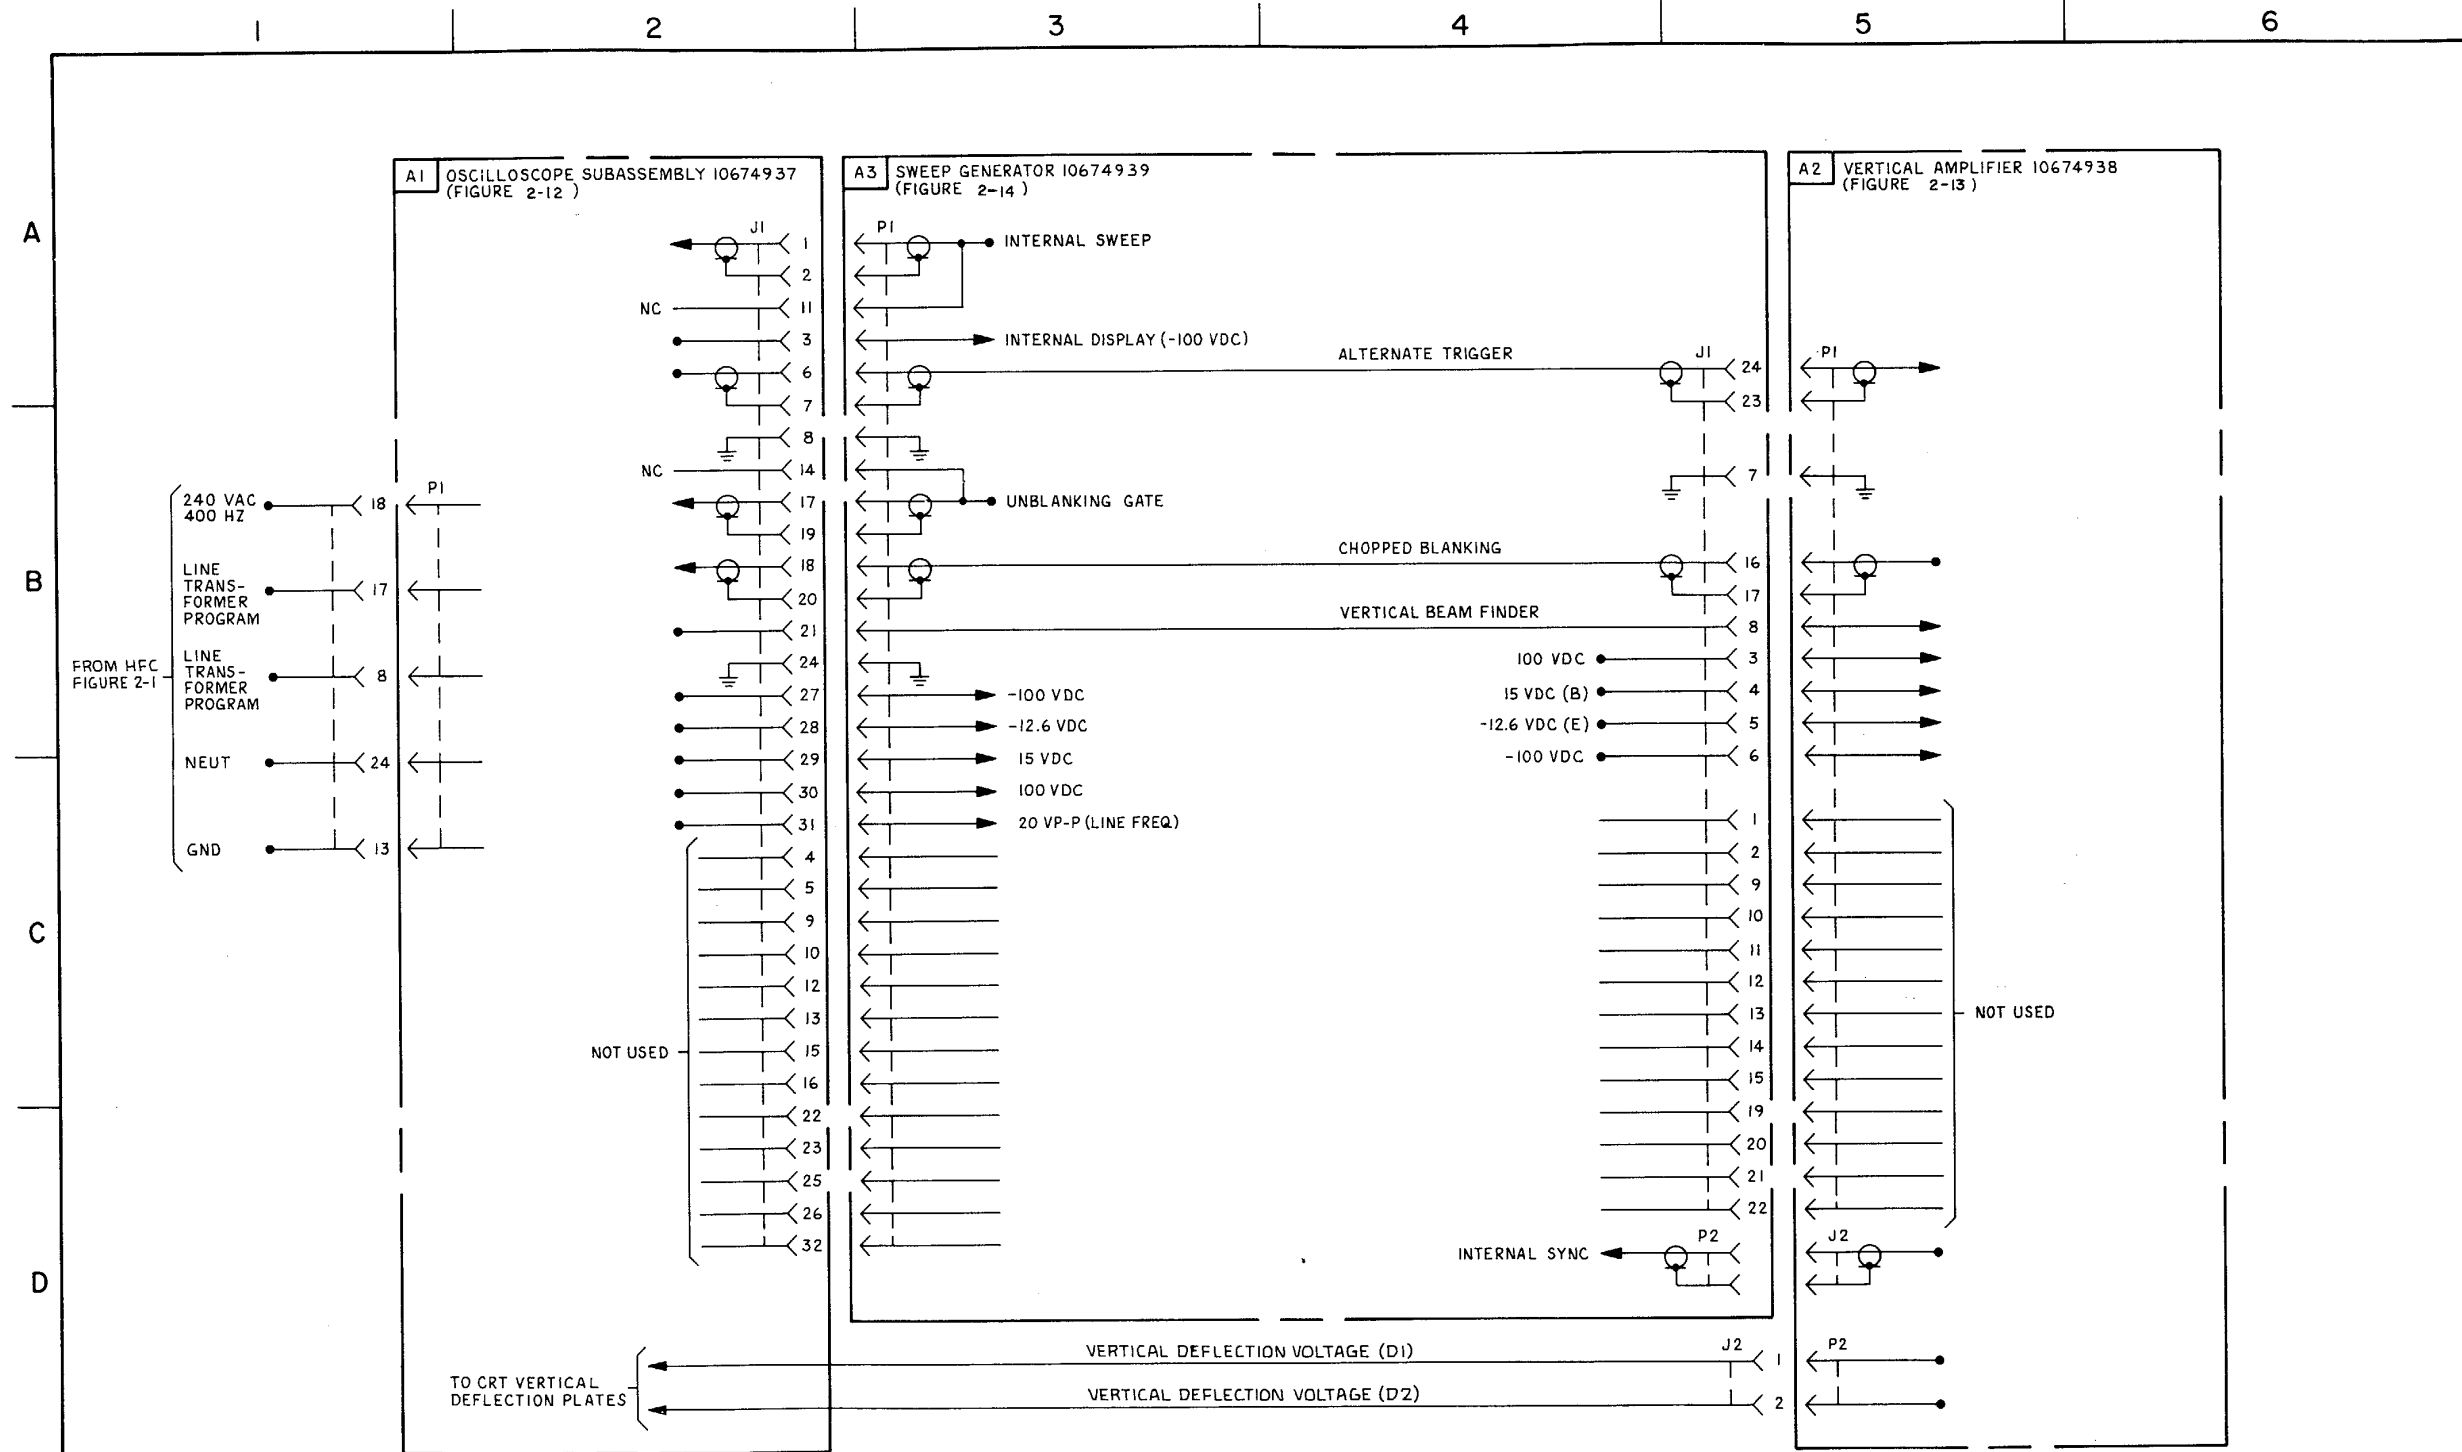 1 2 3 4 5 6
A
B
C
D
A1 OSCILLOSCOPE SUBASSEMBLY 10674937
(FIGURE 2-12 )
A3 SWEEP GENERATOR 10674939
(FIGURE 2-14 )
A2 VERTICAL AMPLIFIER 10674938
(FIGURE 2-13 )
FROM HFC
FIGURE 2-1
240 VAC
400 HZ
18
P1
LINE
TRANS-
FORMER
PROGRAM
17
LINE
TRANS-
FORMER
PROGRAM
8
NEUT
24
GND
13
J1 P1
1 INTERNAL SWEEP
2
NC 11
3 INTERNAL DISPLAY (-100 VDC)
6
7
8
NC 14
17 UNBLANKING GATE
19
18
20
21
24
27 -100 VDC
28 -12.6 VDC
29 15 VDC
30 100 VDC
31 20 VP-P (LINE FREQ)
NOT USED
4
5
9
10
12
13
15
16
22
23
25
26
32
J1 P1
ALTERNATE TRIGGER 24
23
7
CHOPPED BLANKING 16
17
VERTICAL BEAM FINDER 8
100 VDC 3
15 VDC (B) 4
-12.6 VDC (E) 5
-100 VDC 6
1
2
9
10
11
12
13
14
15
19
20
21
22
NOT USED
P2 J2
INTERNAL SYNC
TO CRT VERTICAL
DEFLECTION PLATES
VERTICAL DEFLECTION VOLTAGE (D1) J2 1 P2
VERTICAL DEFLECTION VOLTAGE (D2) 2